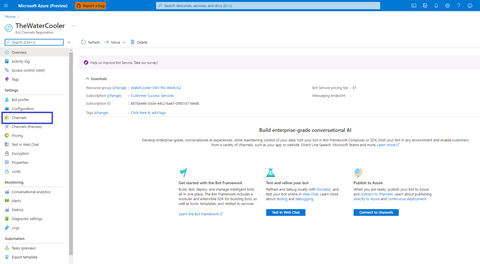 Microsoft Azure (Preview)
Report a bug
Search resources, services, and docs (G+/)
Home
TheWaterCooler
Bot Channels Registration
Search (Ctrl+/)
Refresh
Move
Delete
Overview
Activity log
Access control (IAM)
Tags
Settings
Bot profile
Configuration
Channels
Channels (Preview)
Pricing
Test in Web Chat
Encryption
Properties
Locks
Monitoring
Conversational analytics
Alerts
Metrics
Diagnostic settings
Logs
Automation
Tasks (preview)
Export template
Help us improve Bot Service. Take our survey!
Essentials
Resource group (change)
Subscription (change) : Customer Success Services
Subscription ID
Tags (change) : Click here to add tags
Bot Service pricing tier : S1
Messaging endpoint
Build enterprise-grade conversational AI
Develop enterprise-grade, conversational AI experiences, while maintaining control of your data. Edit your bot in Bot Framework Composer or SDK, host your bot in any environment and enable customers
from a variety of channels, such as your app or website, Direct Line Speech, Microsoft Teams and more. Learn more
Get started with the Bot Framework
Build, test, deploy, and manage intelligent bots,
all in one place. The Bot Framework includes a
modular and extensible SDK for building bots, as
well as tools, templates, and related AI services.
Learn the Bot Framework
Test and refine your bot
Refined and debug locally with Emulator, and
test your bot online in Web Chat. Learn more
about testing and debugging.
Test in Web Chat
Publish to Azure
When you are ready, publish your bot to Azure
and connect to channels. Learn about publishing
directly to Azure and continuous deployment.
Connect to channels